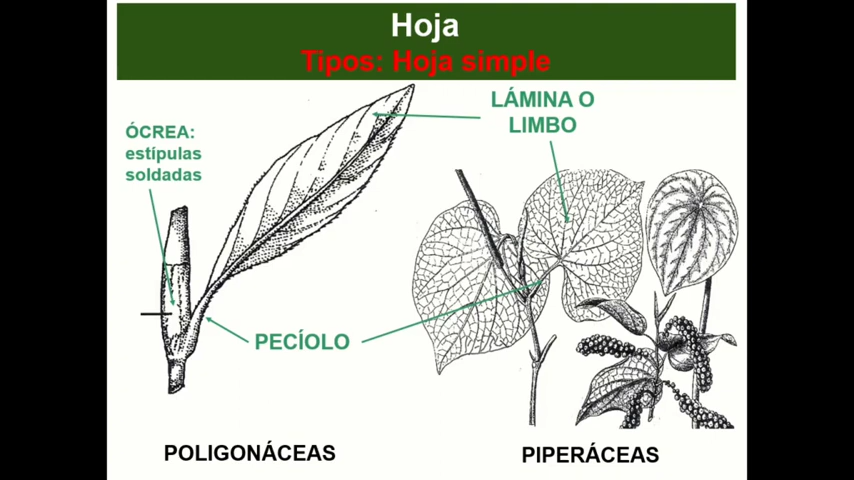 Hoja
Tipos: Hoja simple
LÁMINA O
LIMBO
ÓCREA:
estípulas
soldadas
PECÍOLO
POLIGONÁCEAS
PIPERÁCEAS